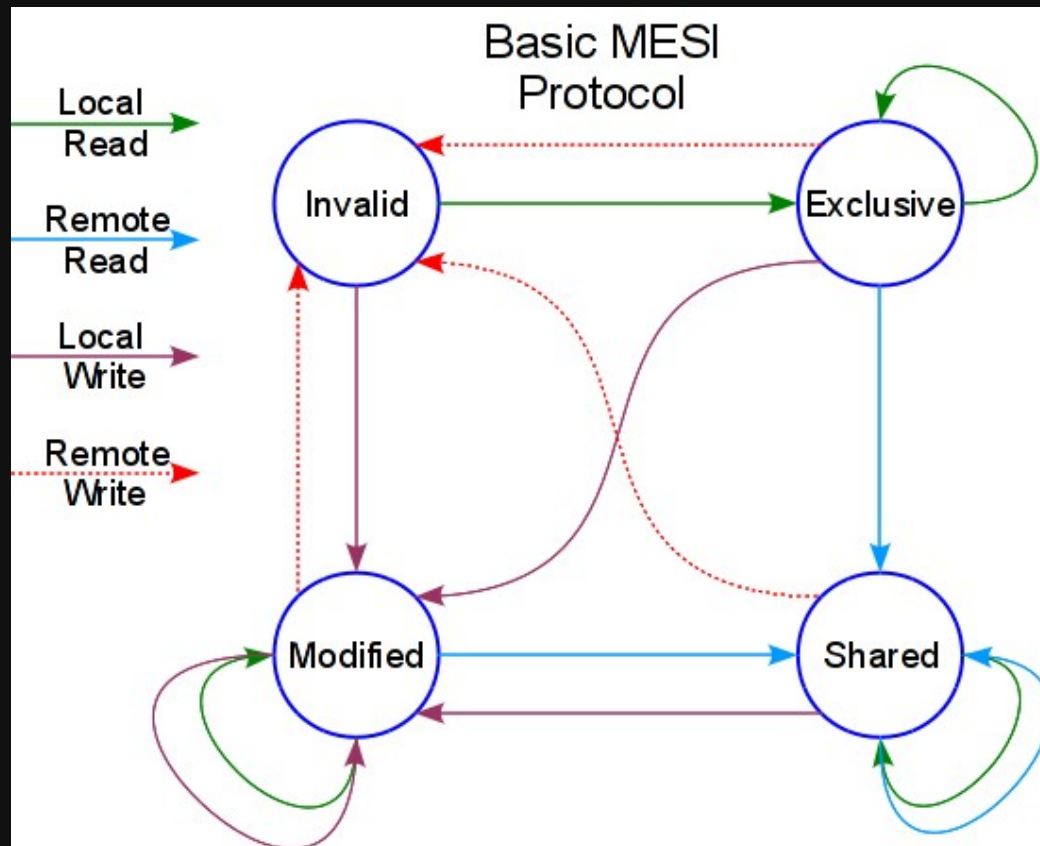 Basic MESI
Protocol
Local
Read
Remote
Read
Local
Write
Remote
Write
Invalid
Exclusive
Modified
Shared